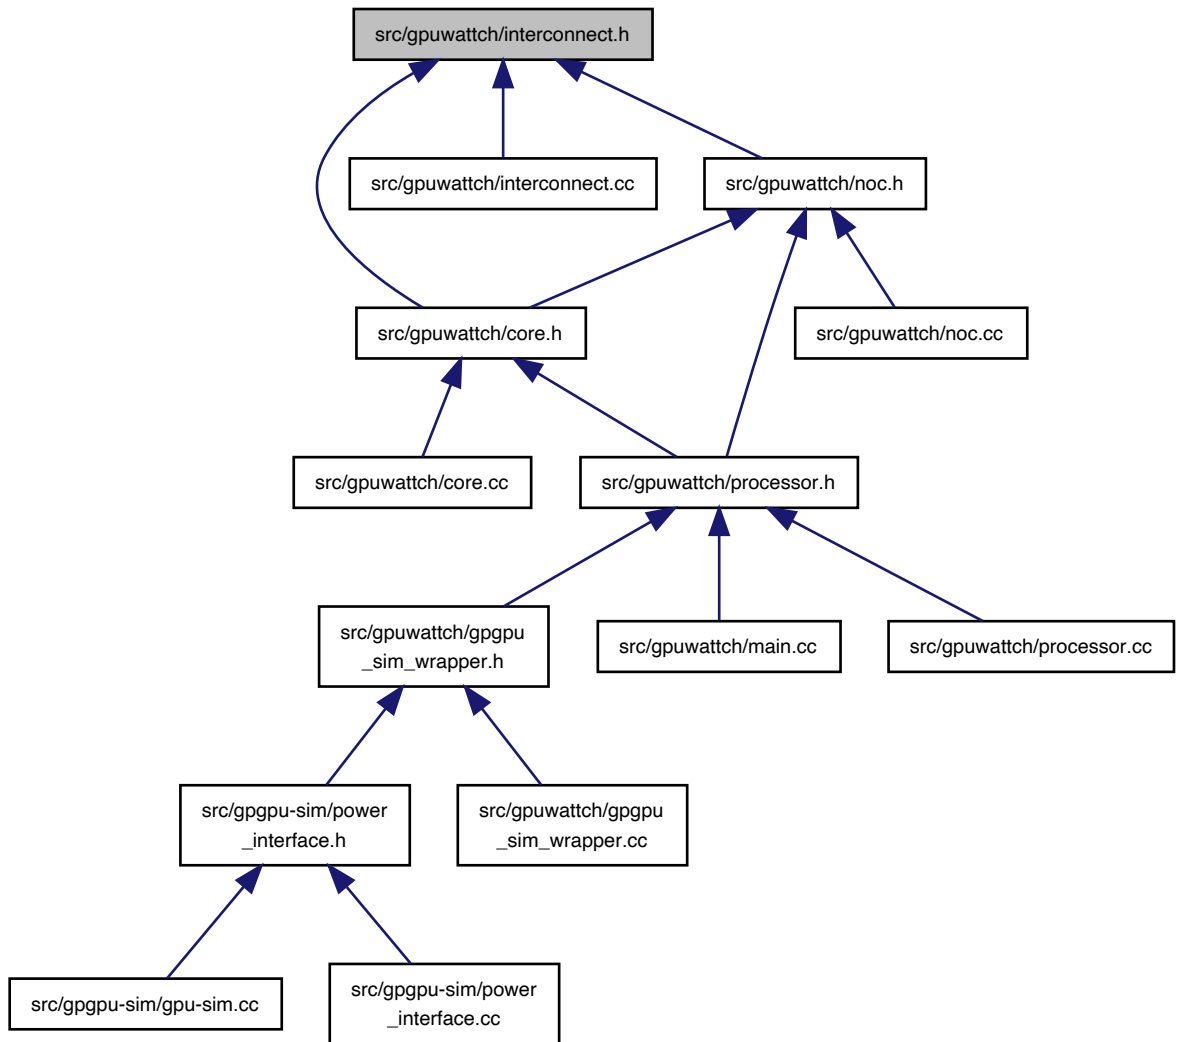 src/gpuwattch/interconnect.h
src/gpuwattch/interconnect.cc
src/gpuwattch/noc.h
src/gpuwattch/core.h
src/gpuwattch/noc.cc
src/gpuwattch/core.cc
src/gpuwattch/processor.h
src/gpuwattch/gpgpu
_sim_wrapper.h
src/gpuwattch/main.cc
src/gpuwattch/processor.cc
src/gpgpu-sim/power
_interface.h
src/gpuwattch/gpgpu
_sim_wrapper.cc
src/gpgpu-sim/gpu-sim.cc
src/gpgpu-sim/power
_interface.cc